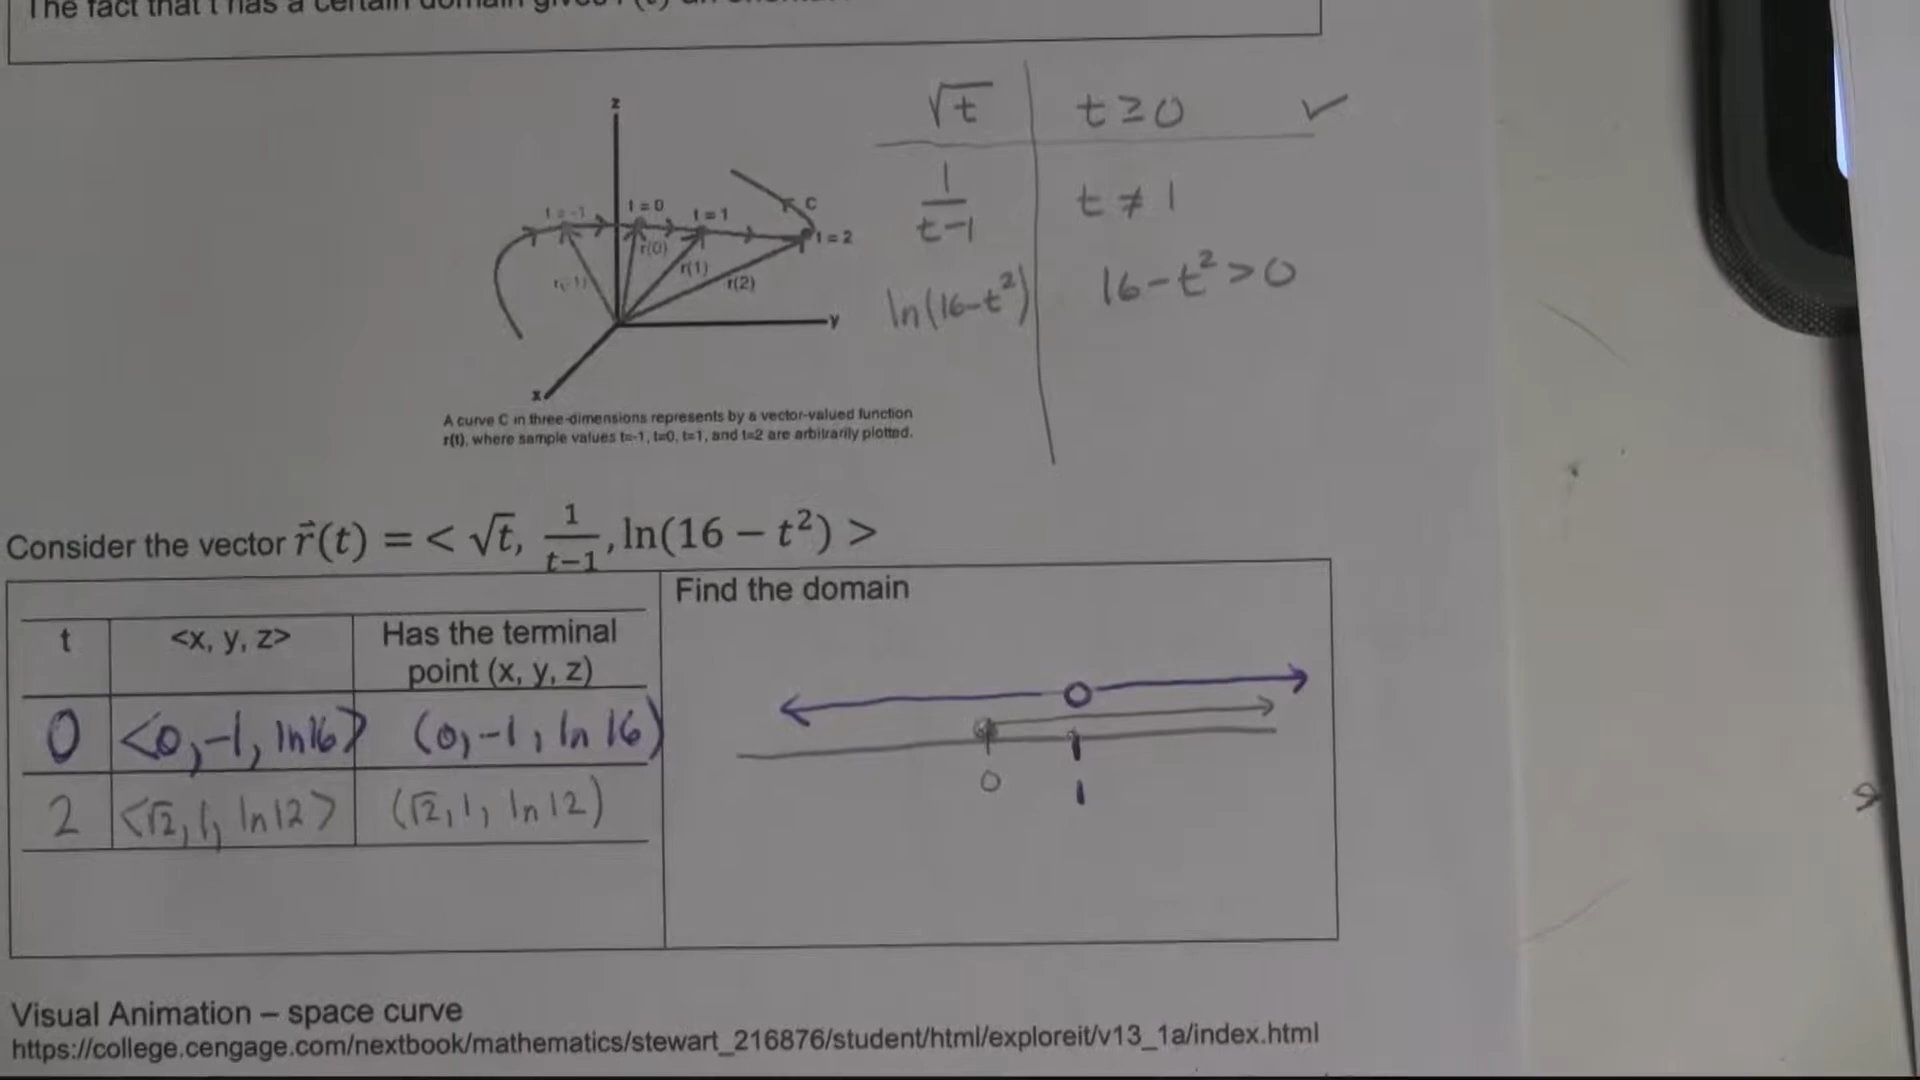 The fact that t has a certain domain gives
z
√t t ≥ 0 ✓
1/(t-1) t ≠ 1
ln(16-t²) 16-t² > 0
C
t=-1 t = 0 t = 1
t = 2
r(-1) r(0) r(1) r(2)
y
x
A curve C in three-dimensions represents by a vector-valued function
r(t), where sample values t=-1, t=0, t=1, and t=2 are arbitrarily plotted.
Consider the vector r⃗(t) = < √t, 1/(t−1), ln(16 − t²) >
t <x, y, z> Has the terminal
point (x, y, z)
0 <0,-1, ln16> (0,-1, ln 16)
2 <√2, 1, ln12> (√2, 1, ln 12)
Find the domain
0 1
Visual Animation – space curve
https://college.cengage.com/nextbook/mathematics/stewart_216876/student/html/exploreit/v13_1a/index.html